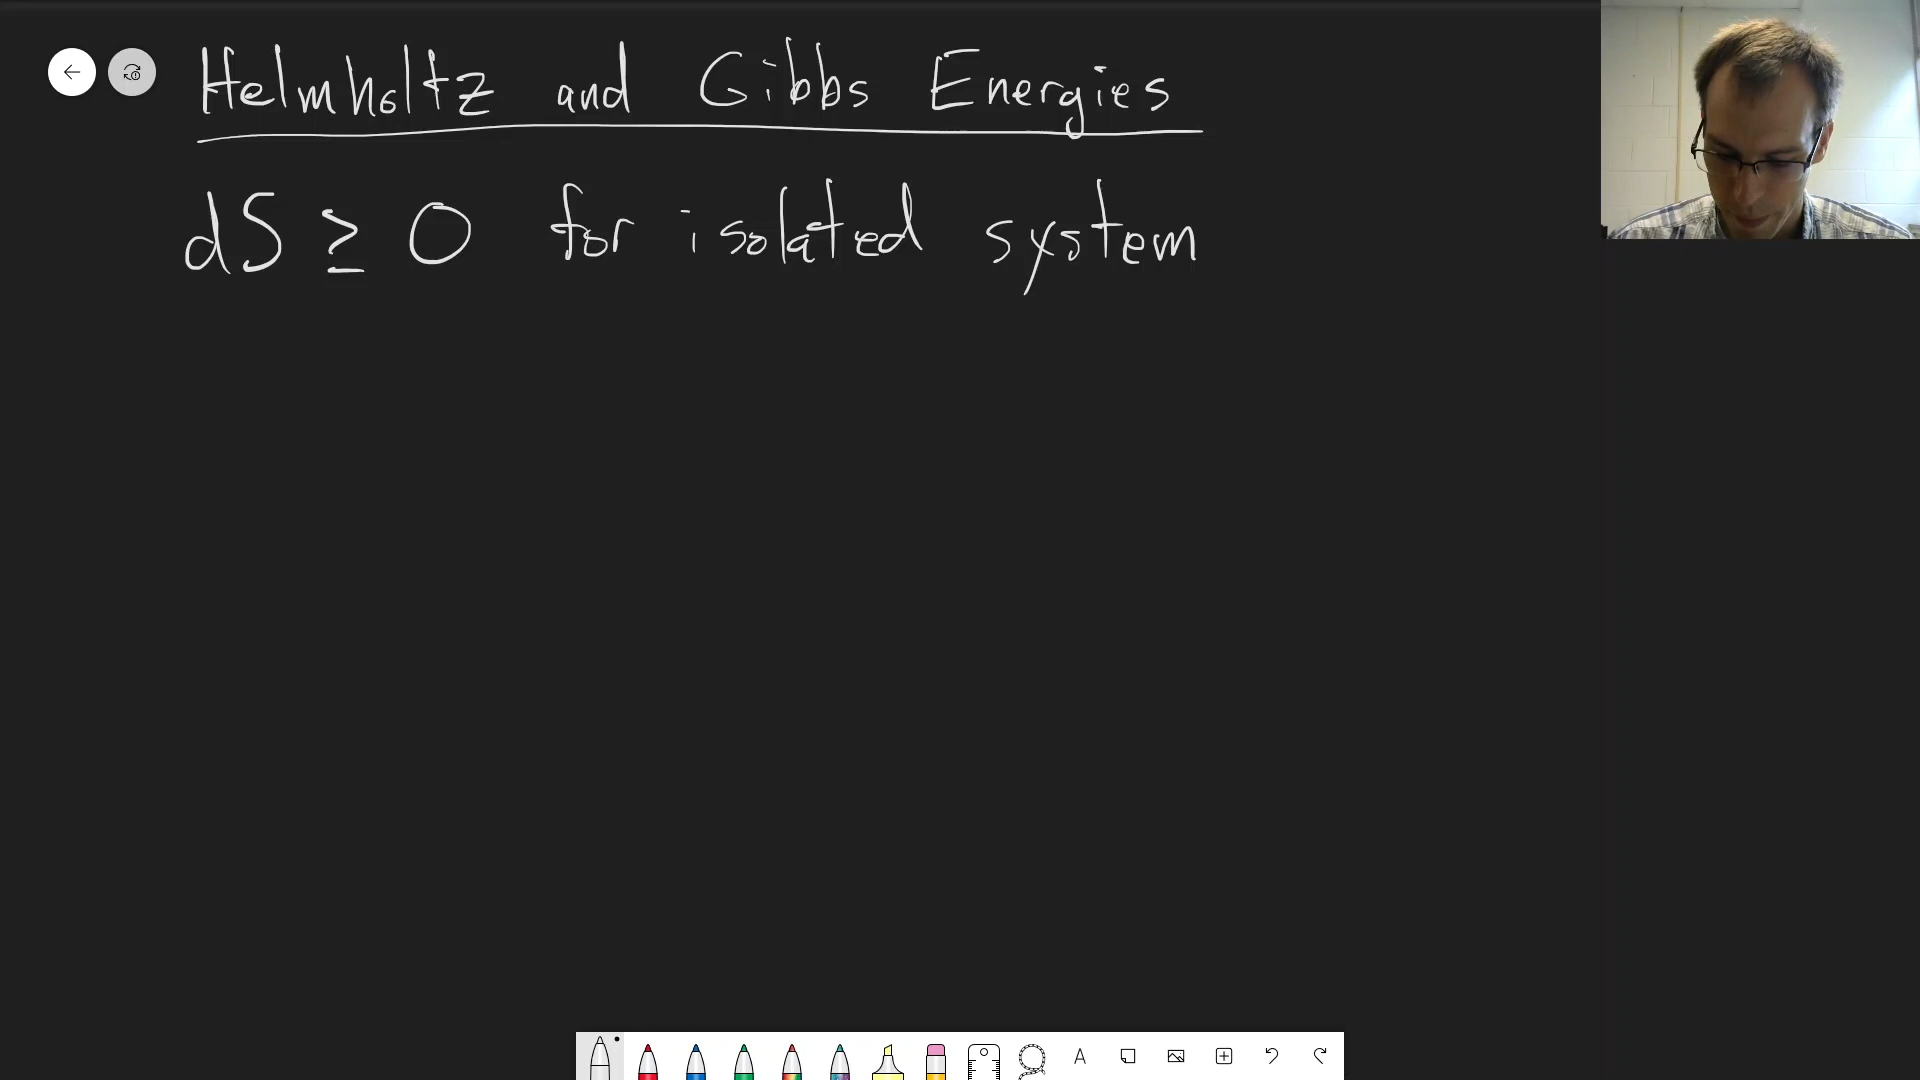 Helmholtz and Gibbs Energies
dS ≥ 0 for isolated system
A